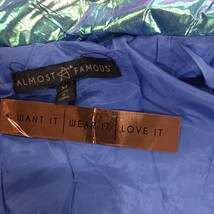 ALMOST FAMOUS
WANT IT | WEAR IT | LOVE IT